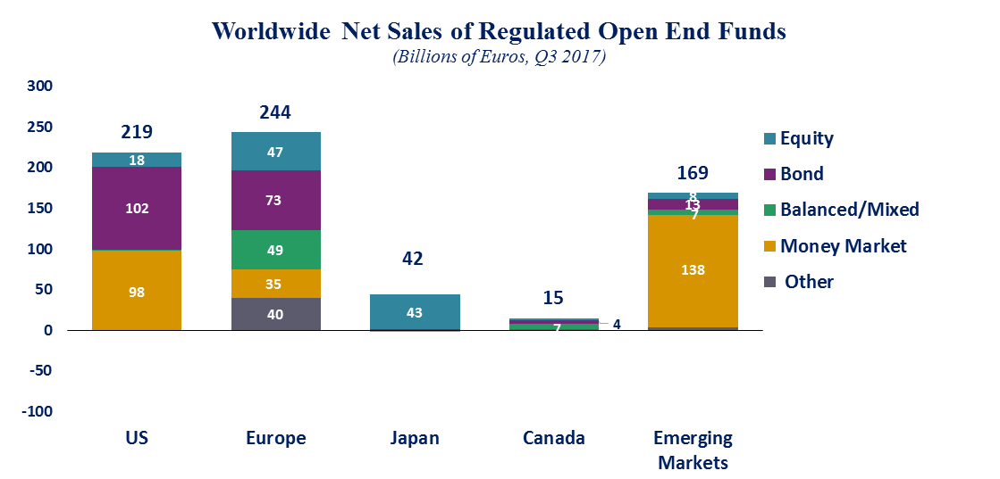 Worldwide Net Sales of Regulated Open End Funds
(Billions of Euros, Q3 2017)
300
250
200
150
100
50
0
-50
-100
219
18
102
98
244
47
73
49
35
40
42
43
15
4
7
169
8
13
7
138
US
Europe
Japan
Canada
Emerging
Markets
Equity
Bond
Balanced/Mixed
Money Market
Other